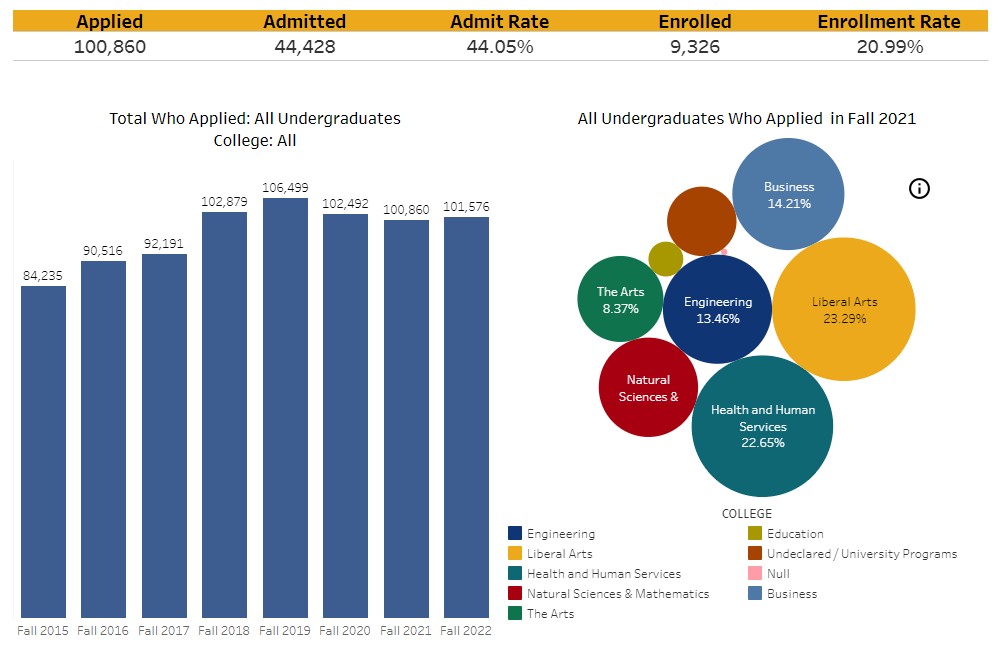 Applied Admitted Admit Rate Enrolled Enrollment Rate
100,860 44,428 44.05% 9,326 20.99%
Total Who Applied: All Undergraduates
College: All
84,235
90,516
92,191
102,879
106,499
102,492
100,860
101,576
Fall 2015 Fall 2016 Fall 2017 Fall 2018 Fall 2019 Fall 2020 Fall 2021 Fall 2022
All Undergraduates Who Applied in Fall 2021
i
Business
14.21%
The Arts
8.37%
Engineering
13.46%
Liberal Arts
23.29%
Natural
Sciences &
Health and Human
Services
22.65%
COLLEGE
Engineering
Liberal Arts
Health and Human Services
Natural Sciences & Mathematics
The Arts
Education
Undeclared / University Programs
Null
Business